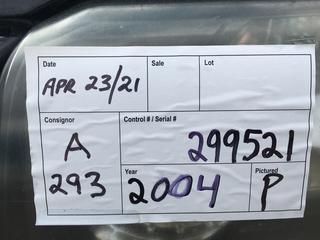 Date Sale Lot
APR 23/21
Consignor Control # / Serial #
A 299521
293 Year 2004 Pictured P